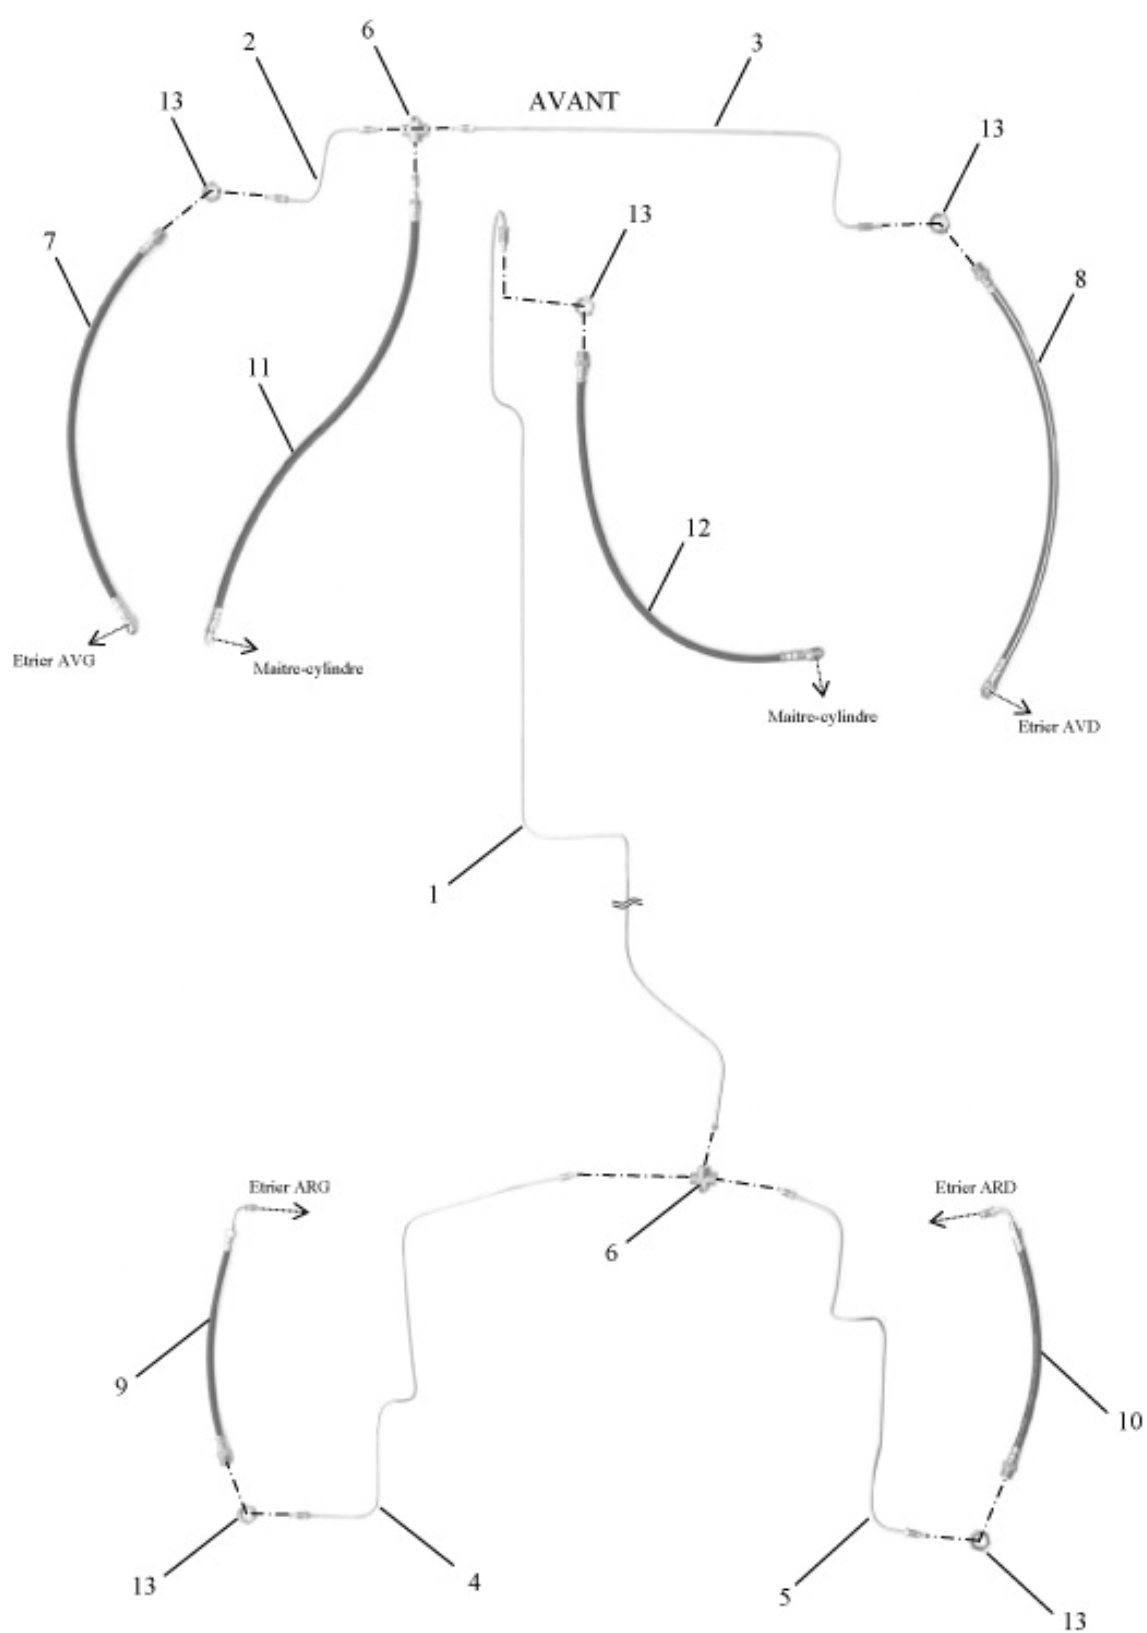 6
2
3
13
AVANT
13
13
7
8
11
12
Etrier AVG
Maitre-cylindre
Maitre-cylindre
Etrier AVD
1
Etrier ARG
Etrier ARD
6
9
10
13
4
5
13